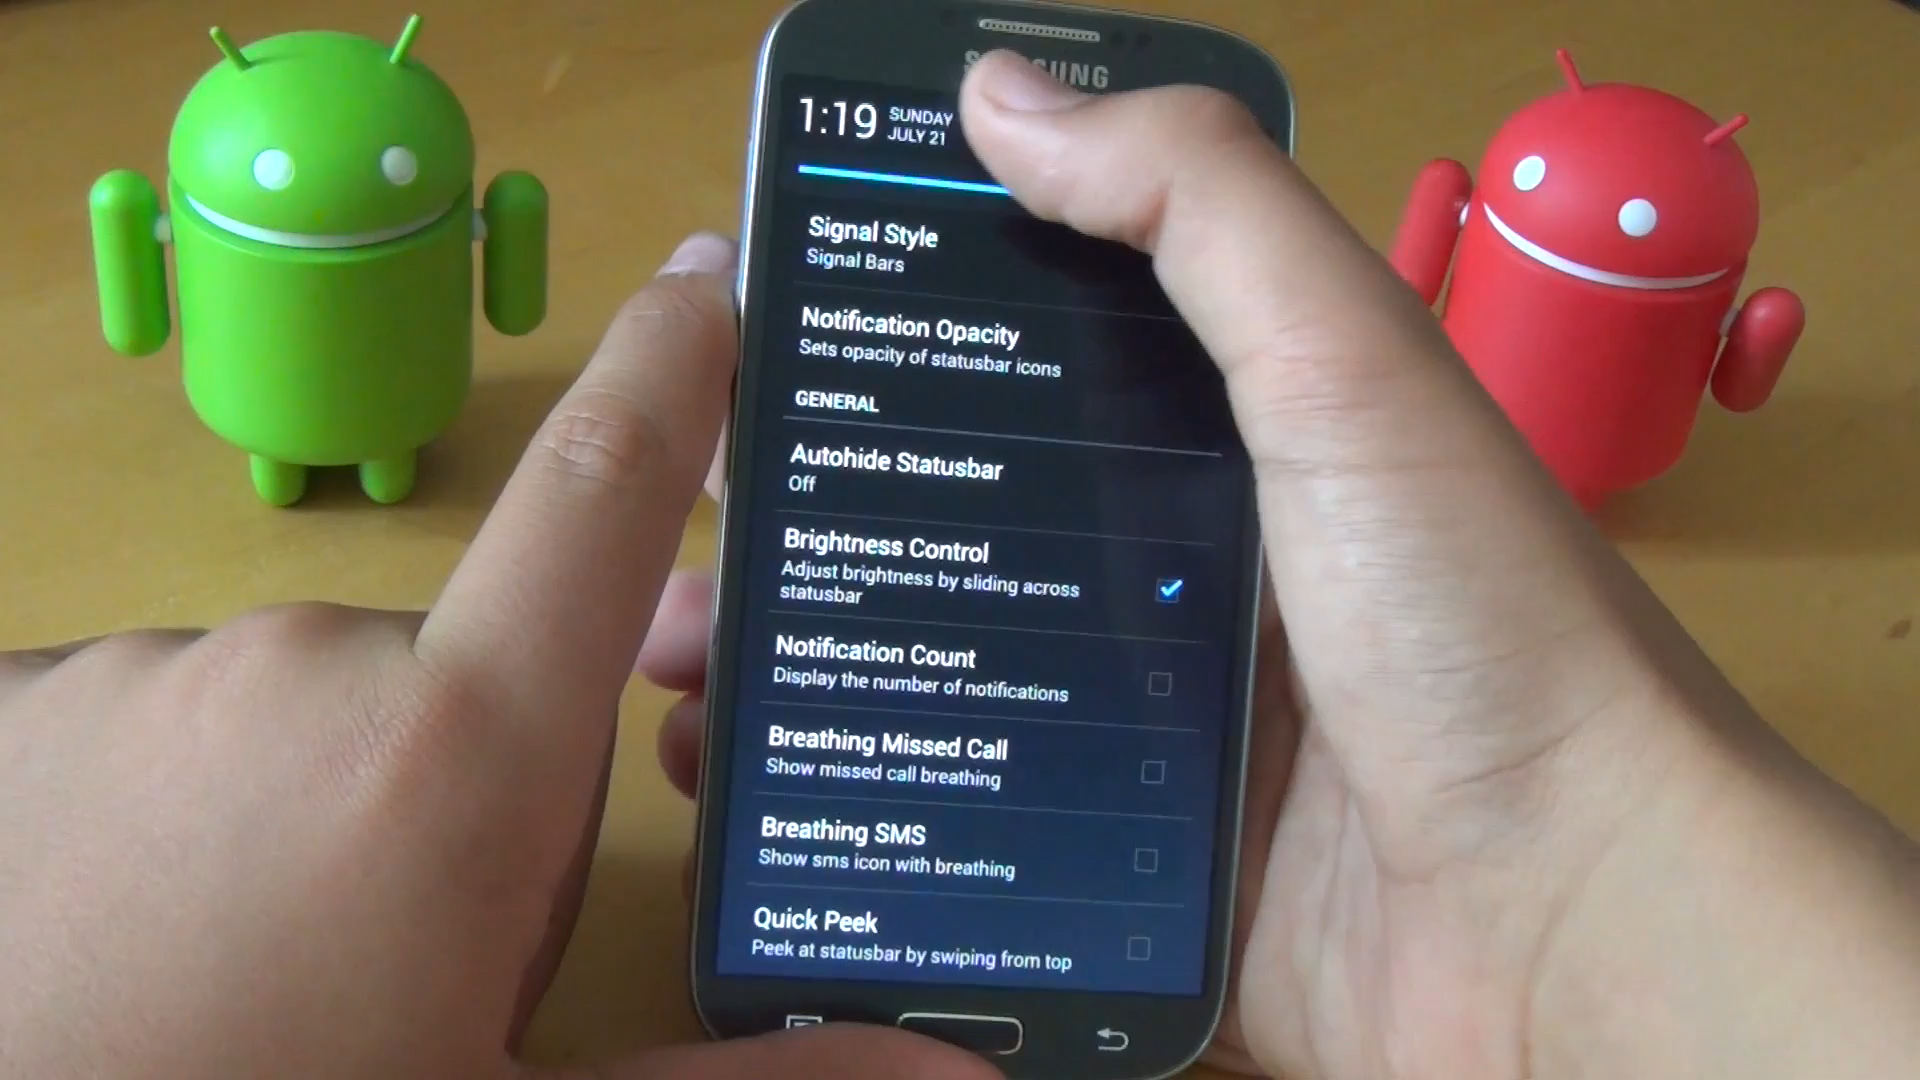 1:19
SUNDAY
JULY 21
Signal Style
Signal Bars
Notification Opacity
Sets opacity of statusbar icons
GENERAL
Autohide Statusbar
Off
Brightness Control
Adjust brightness by sliding across
statusbar
Notification Count
Display the number of notifications
Breathing Missed Call
Show missed call breathing
Breathing SMS
Show sms icon with breathing
Quick Peek
Peek at statusbar by swiping from top